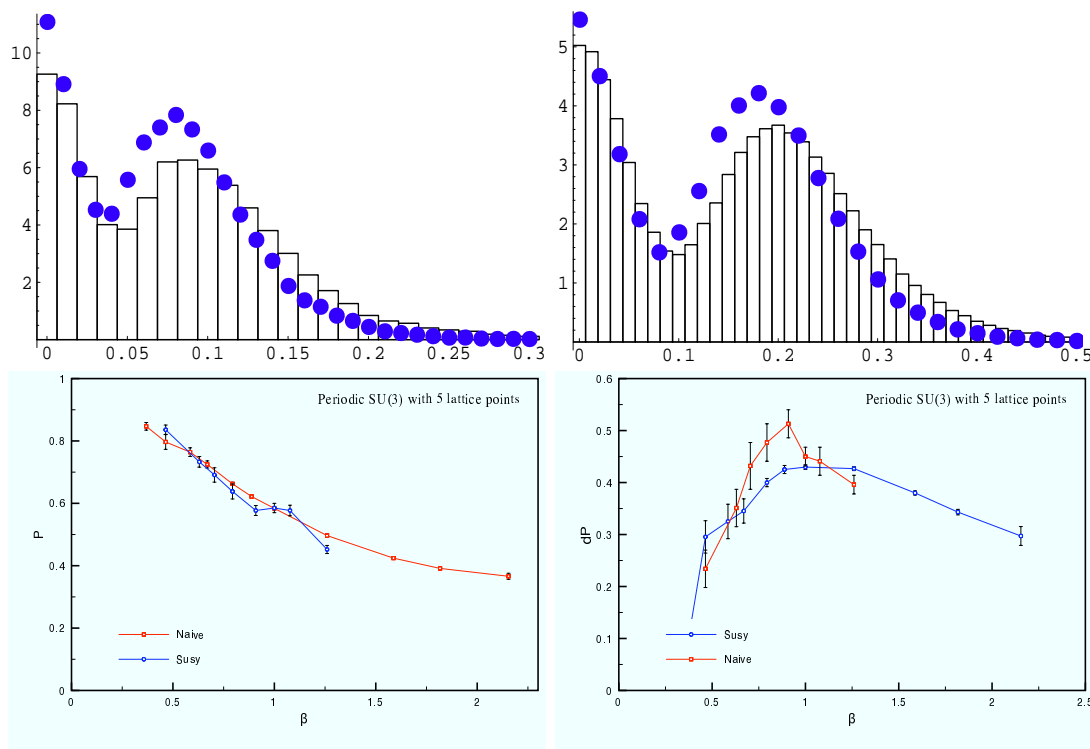 10
8
6
4
2
0 0.05 0.1 0.15 0.2 0.25 0.3
5
4
3
2
1
0 0.1 0.2 0.3 0.4 0.5
Periodic SU(3) with 5 lattice points
1
0.8
0.6
0.4
0.2
0
P
Naive
Susy
0.5 1 1.5 2
β
Periodic SU(3) with 5 lattice points
0.6
0.5
0.4
0.3
0.2
0.1
0
dP
Susy
Naive
0 0.5 1 1.5 2 2.5
β